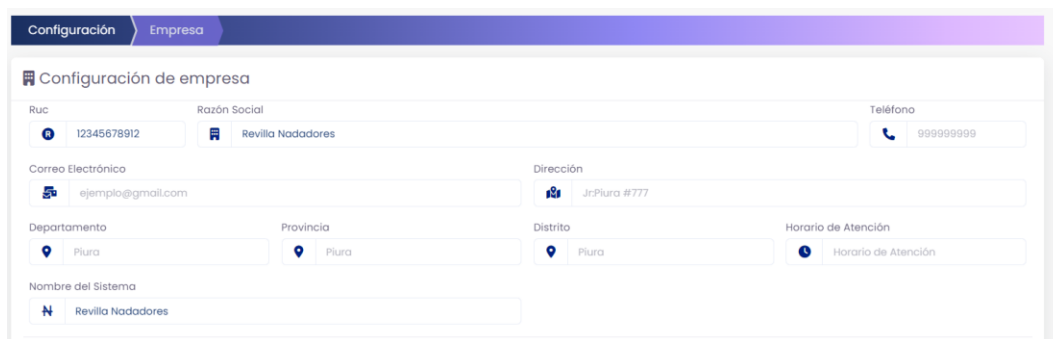 Configuración Empresa
Configuración de empresa
Ruc Razón Social Teléfono
12345678912 Revilla Nadadores 999999999
Correo Electrónico Dirección
ejemplo@gmail.com Jr:Piura #777
Departamento Provincia Distrito Horario de Atención
Piura Piura Piura Horario de Atención
Nombre del Sistema
Revilla Nadadores